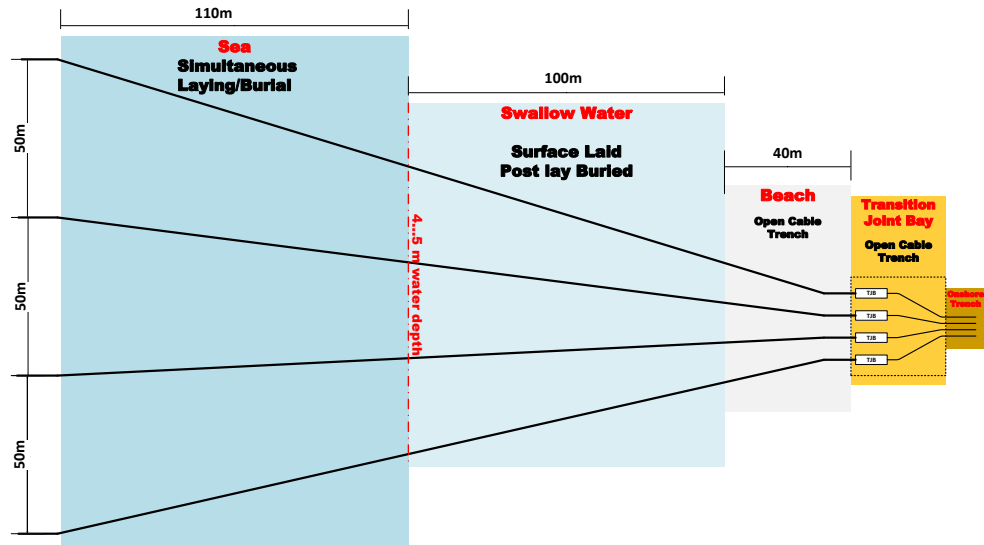 110m
Sea
Simultaneous
Laying/Burial
100m
Swallow Water
Surface Laid
Post lay Buried
40m
Beach
Open Cable
Trench
Transition
Joint Bay
Open Cable
Trench
50m
50m
50m
4...5 m water depth
TJB
TJB
TJB
TJB
Onshore
Trench